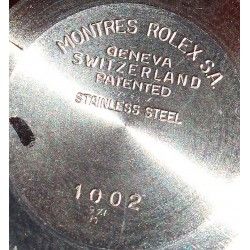 MONTRES ROLEX S.A.
GENEVA
SWITZERLAND
PATENTED
STAINLESS STEEL
1002